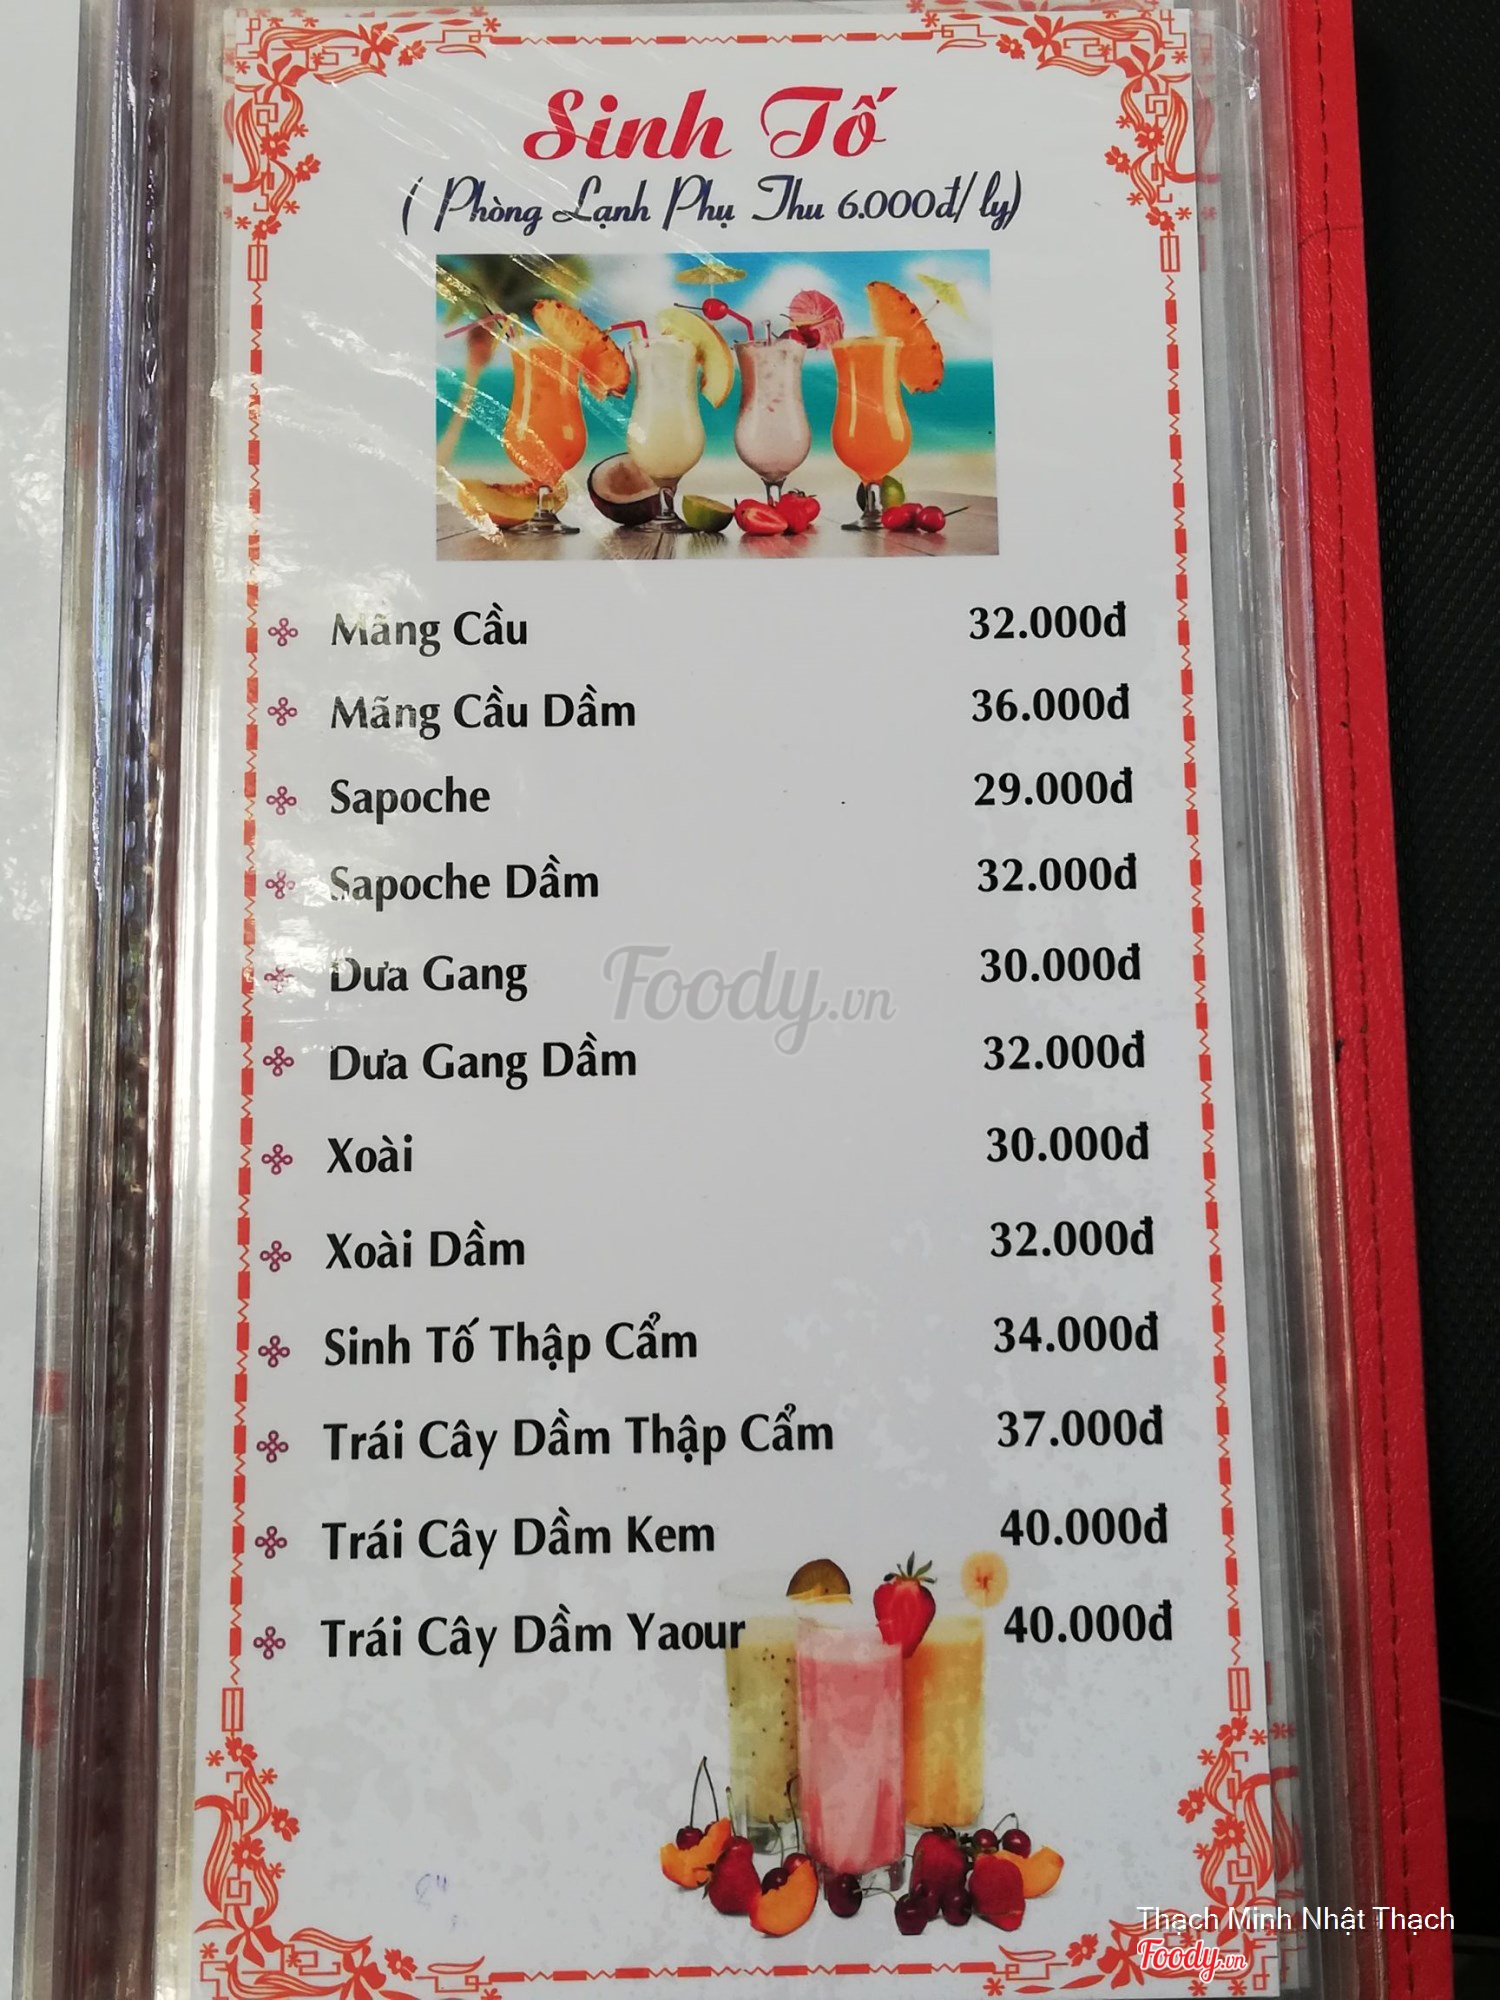 Sinh Tố
( Phòng Lạnh Phụ Thu 6.000đ/ ly)
Mãng Cầu 32.000đ
Mãng Cầu Dầm 36.000đ
Sapoche 29.000đ
Sapoche Dầm 32.000đ
Dưa Gang 30.000đ
Foody.vn
Dưa Gang Dầm 32.000đ
Xoài 30.000đ
Xoài Dầm 32.000đ
Sinh Tố Thập Cẩm 34.000đ
Trái Cây Dầm Thập Cẩm 37.000đ
Trái Cây Dầm Kem 40.000đ
Trái Cây Dầm Yaour 40.000đ
Thạch Minh Nhật Thạch
Foody.vn